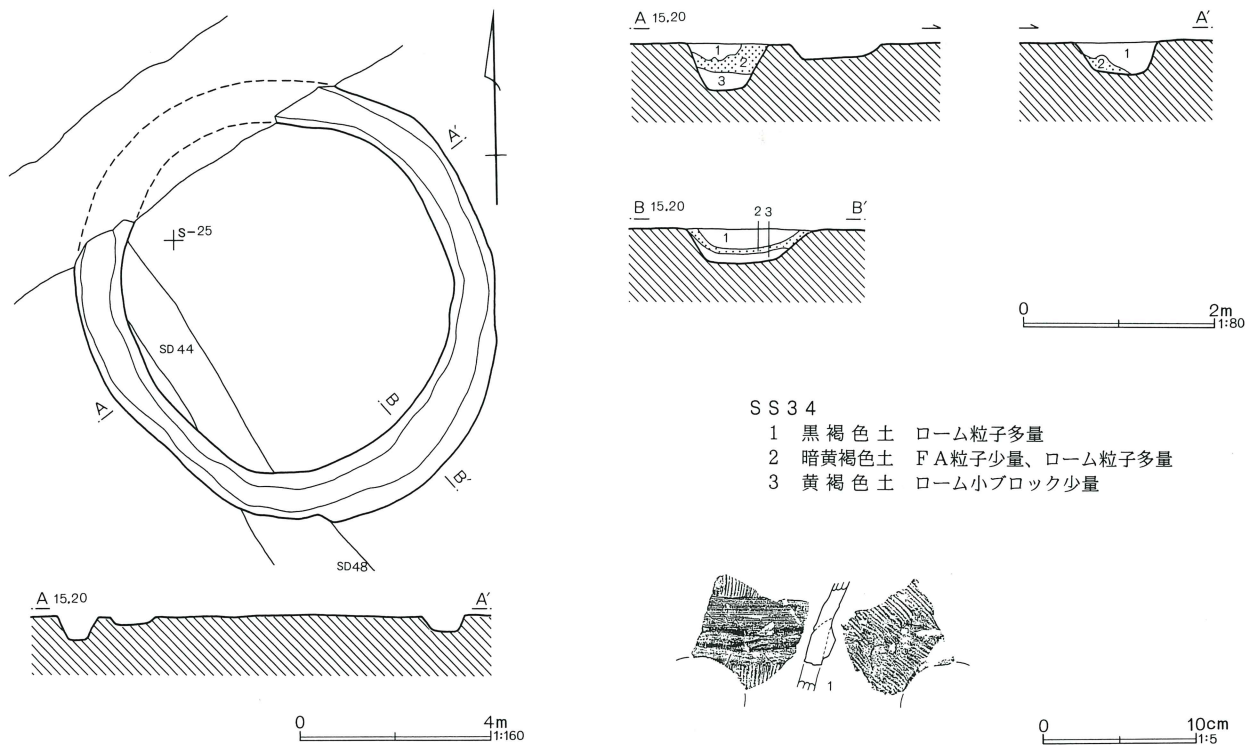 A'
S-25
SD44
A
B
B'
SD48
A 15.20 A'
0 4m
1:160
A 15.20 A'
1
2
3
1
2
B 15.20 B'
1 2 3
0 2m
1:80
SS34
1 黒褐色土 ローム粒子多量
2 暗黄褐色土 FA粒子少量、ローム粒子多量
3 黄褐色土 ローム小ブロック少量
1
0 10cm
1:5